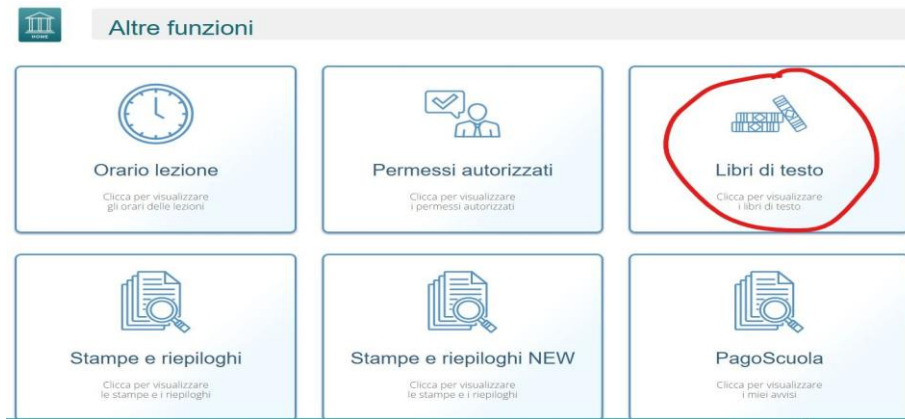 HOME
Altre funzioni
Orario lezione
Clicca per visualizzare
gli orari delle lezioni
Permessi autorizzati
Clicca per visualizzare
i permessi autorizzati
Libri di testo
Clicca per visualizzare
i libri di testo
Stampe e riepiloghi
Clicca per visualizzare
le stampe e i riepiloghi
Stampe e riepiloghi NEW
Clicca per visualizzare
le stampe e i riepiloghi
PagoScuola
Clicca per visualizzare
i miei avvisi